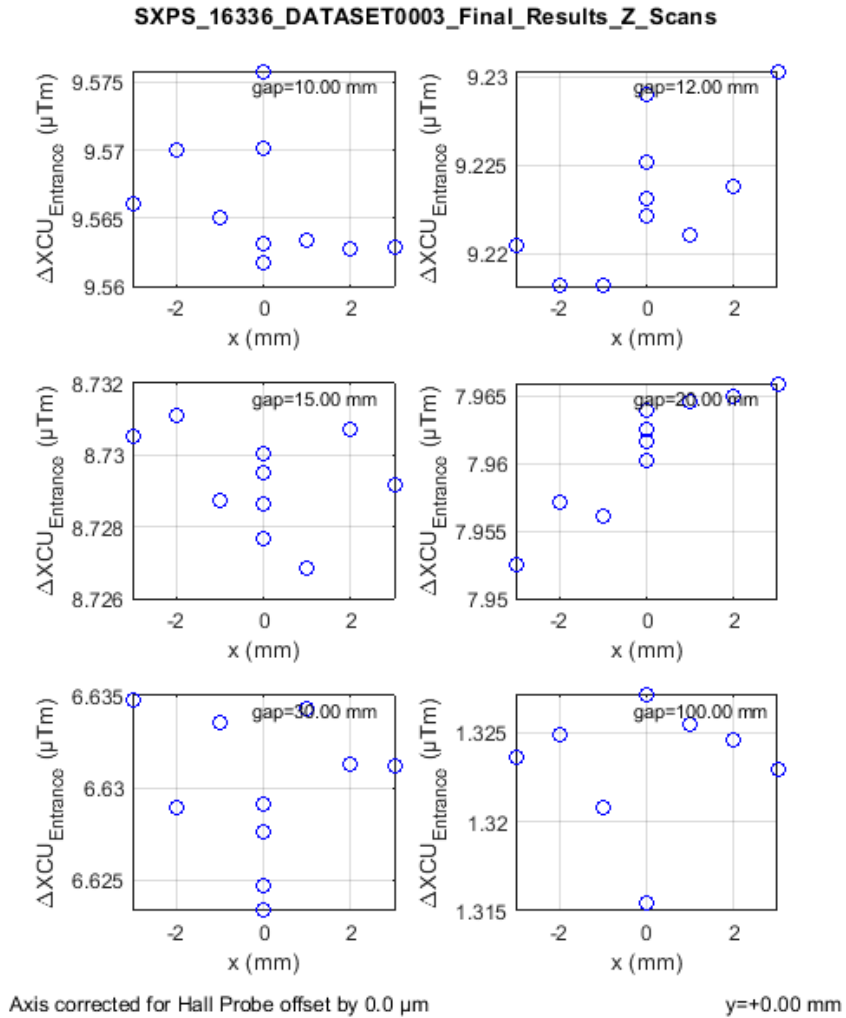 SXPS_16336_DATASET0003_Final_Results_Z_Scans
gap=10.00 mm
9.575
9.57
9.565
9.56
-2
0
2
x (mm)
ΔXCU_Entrance (μTm)
gap=12.00 mm
9.23
9.225
9.22
-2
0
2
x (mm)
ΔXCU_Entrance (μTm)
gap=15.00 mm
8.732
8.73
8.728
8.726
-2
0
2
x (mm)
ΔXCU_Entrance (μTm)
gap=20.00 mm
7.965
7.96
7.955
7.95
-2
0
2
x (mm)
ΔXCU_Entrance (μTm)
gap=30.00 mm
6.635
6.63
6.625
-2
0
2
x (mm)
ΔXCU_Entrance (μTm)
gap=100.00 mm
1.325
1.32
1.315
-2
0
2
x (mm)
ΔXCU_Entrance (μTm)
Axis corrected for Hall Probe offset by 0.0 μm
y=+0.00 mm